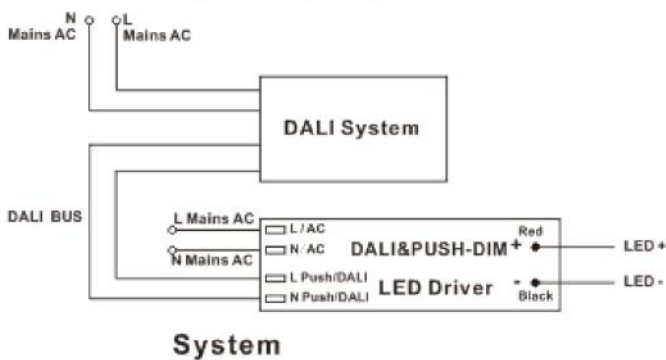 N
L
Mains AC
Mains AC
DALI System
DALI BUS
L Mains AC
L / AC
Red
N/AC
DALI&PUSH-DIM
+
LED +
N Mains AC
L Push/DALI
LED Driver
-
LED -
N Push/DALI
Black
System